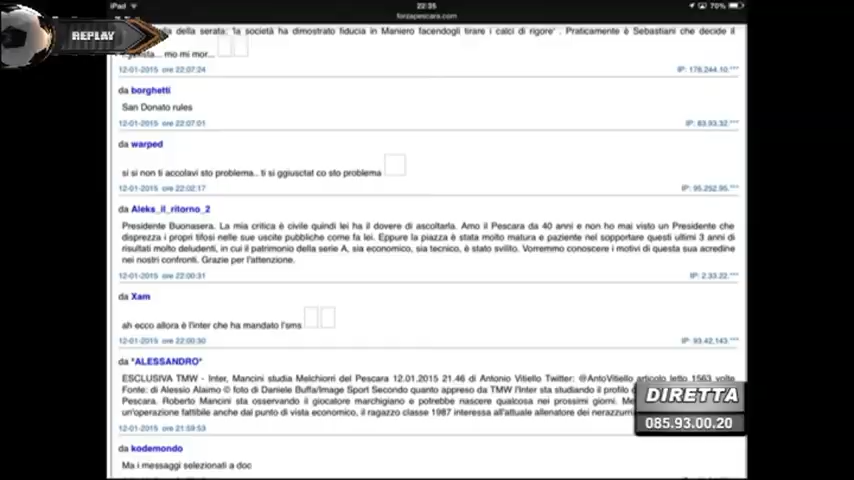 iPad
22:35
70%
forzapescara.com
REPLAY
della serata: 'la società ha dimostrato fiducia in Maniero facendogli tirare i calci di rigore' . Praticamente è Sebastiani che decide il
mo mi mor...
12-01-2015 ore 22:07:24
IP: 178.244.10.***
da borghetti
San Donato rules
12-01-2015 ore 22:07:01
IP: 83.93.32.***
da warped
si si non ti accolavi sto problema.. ti si ggiusctat co sto problema
12-01-2015 ore 22:02:17
IP: 95.252.95.***
da Aleks_il_ritorno_2
Presidente Buonasera. La mia critica è civile quindi lei ha il dovere di ascoltarla. Amo il Pescara da 40 anni e non ho mai visto un Presidente che
disprezza i propri tifosi nelle sue uscite pubbliche come fa lei. Eppure la piazza è stata molto matura e paziente nel sopportare questi ultimi 3 anni di
risultati molto deludenti, in cui il patrimonio della serie A, sia economico, sia tecnico, è stato svilito. Vorremmo conoscere i motivi di questa sua acredine
nei nostri confronti. Grazie per l'attenzione.
12-01-2015 ore 22:00:31
IP: 2.33.22.***
da Xam
ah ecco allora è l'inter che ha mandato l'sms
12-01-2015 ore 22:00:30
IP: 93.42.143.***
da *ALESSANDRO*
ESCLUSIVA TMW - Inter, Mancini studia Melchiorri del Pescara 12.01.2015 21.46 di Antonio Vitiello Twitter: @AntoVitiello articolo letto 1563 volte
Fonte: di Alessio Alaimo © foto di Daniele Buffa/Image Sport Secondo quanto appreso da TMW l'Inter sta studiando il profilo
Pescara. Roberto Mancini sta osservando il giocatore marchigiano e potrebbe nascere qualcosa nei prossimi giorni.
un'operazione fattibile anche dal punto di vista economico, il ragazzo classe 1987 interessa all'attuale allenatore dei
12-01-2015 ore 21:59:53
DIRETTA
085.93.00.20
da kodemondo
Ma i messaggi selezionati a doc